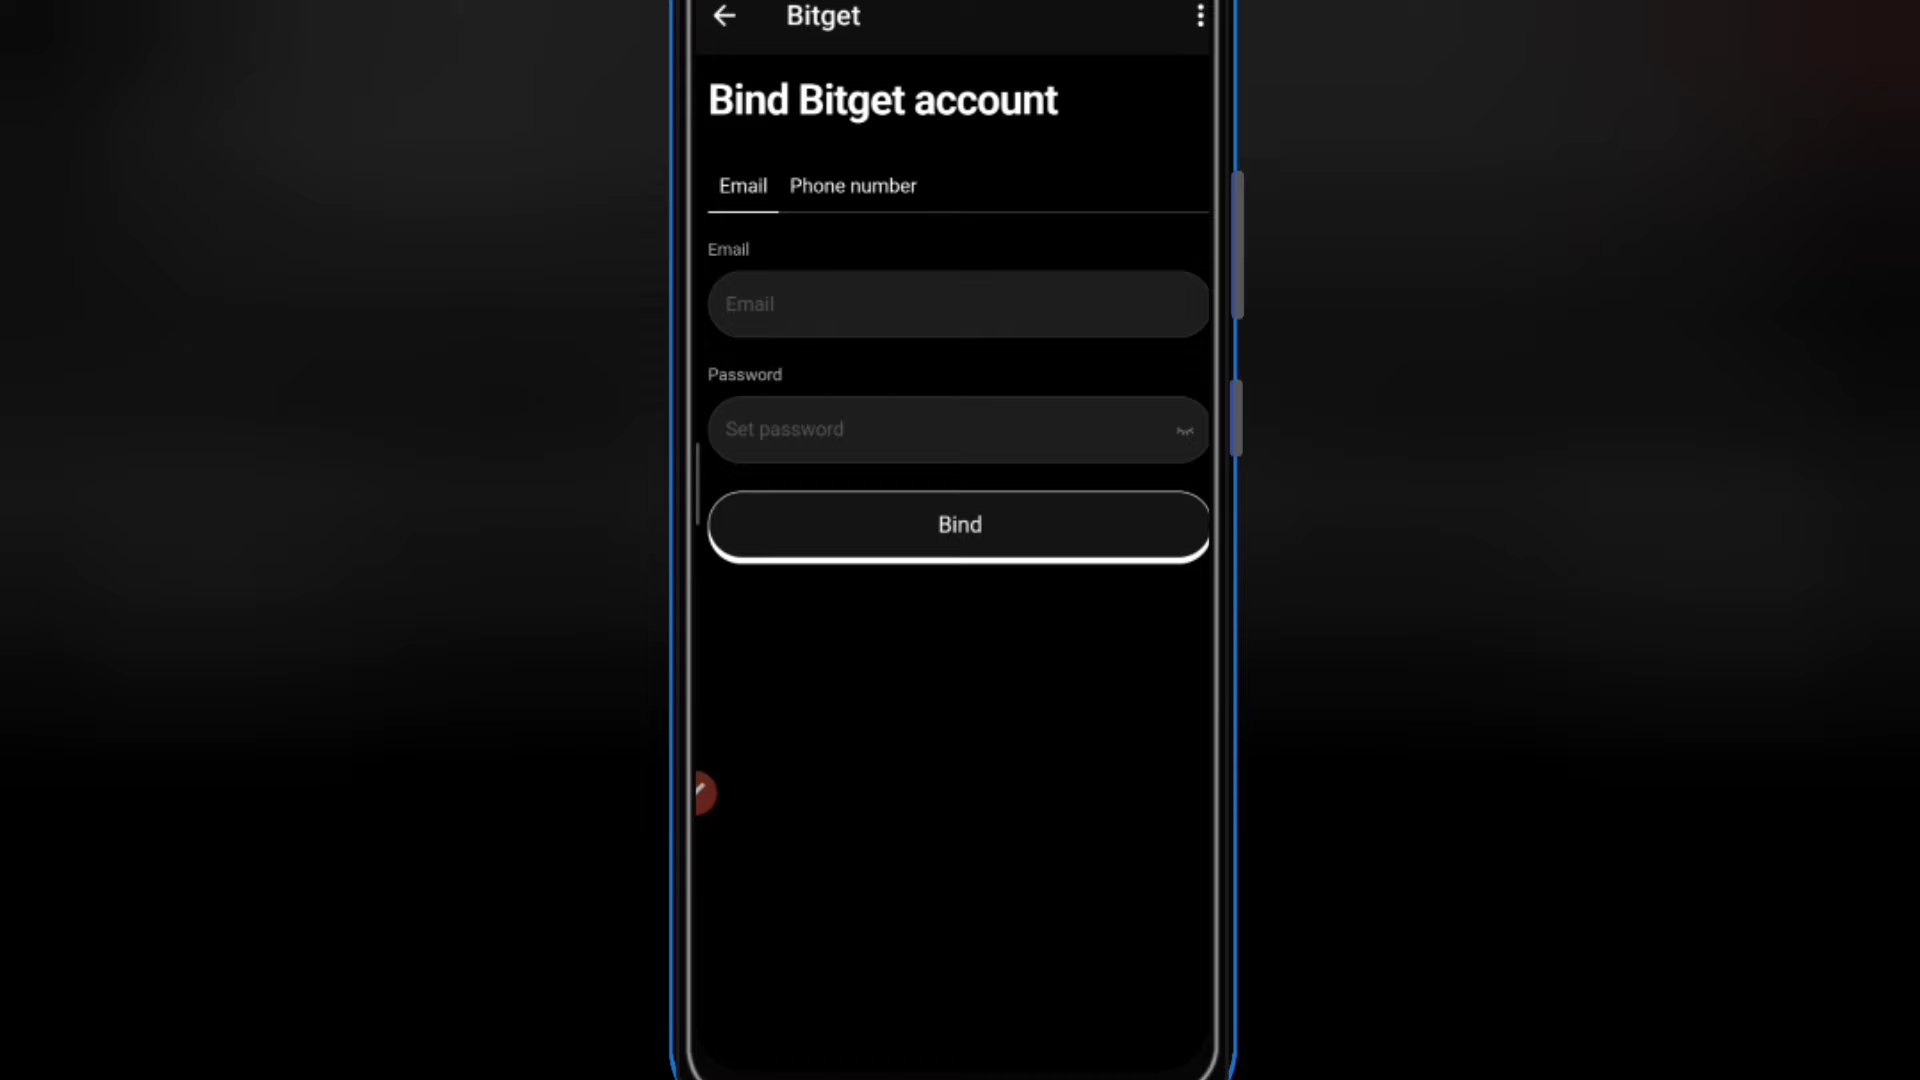 Bitget
Bind Bitget account
Email Phone number
Email
Email
Password
Set password
Bind